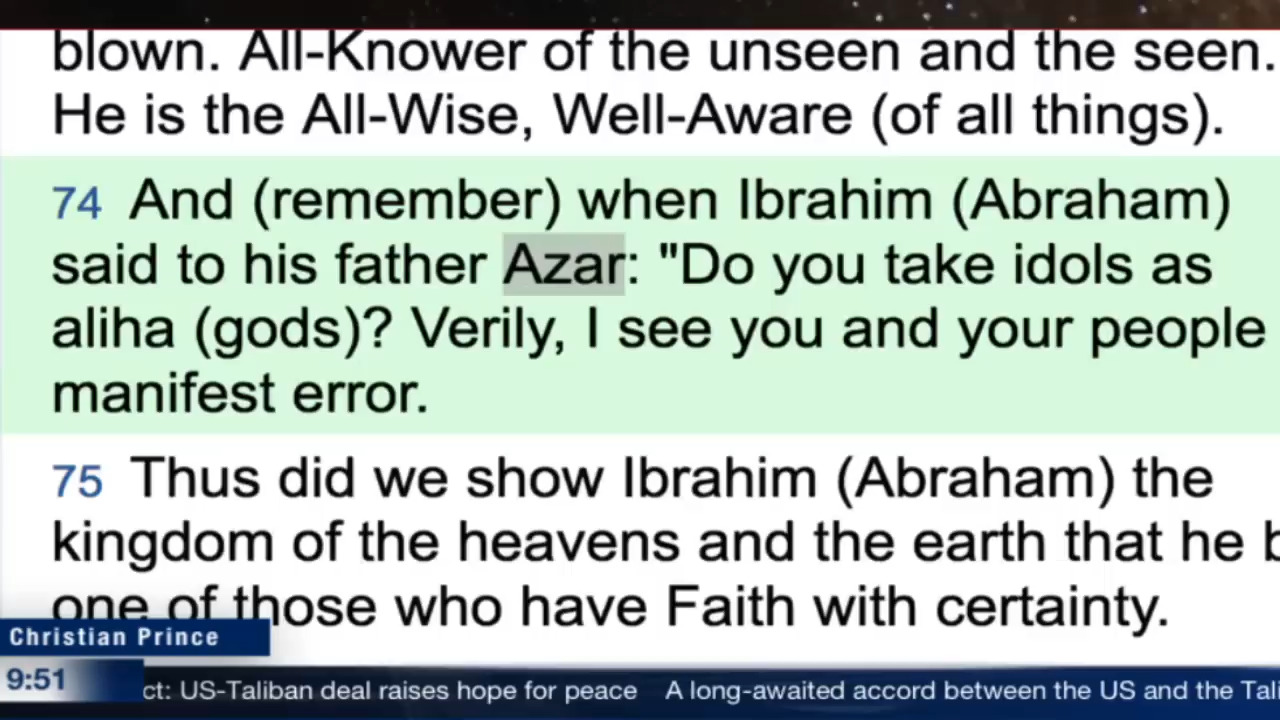 blown. All-Knower of the unseen and the seen.
He is the All-Wise, Well-Aware (of all things).
74 And (remember) when Ibrahim (Abraham)
said to his father Azar: "Do you take idols as
aliha (gods)? Verily, I see you and your people
manifest error.
75 Thus did we show Ibrahim (Abraham) the
kingdom of the heavens and the earth that he b
one of those who have Faith with certainty.
Christian Prince
9:51
ct: US-Taliban deal raises hope for peace A long-awaited accord between the US and the Tali